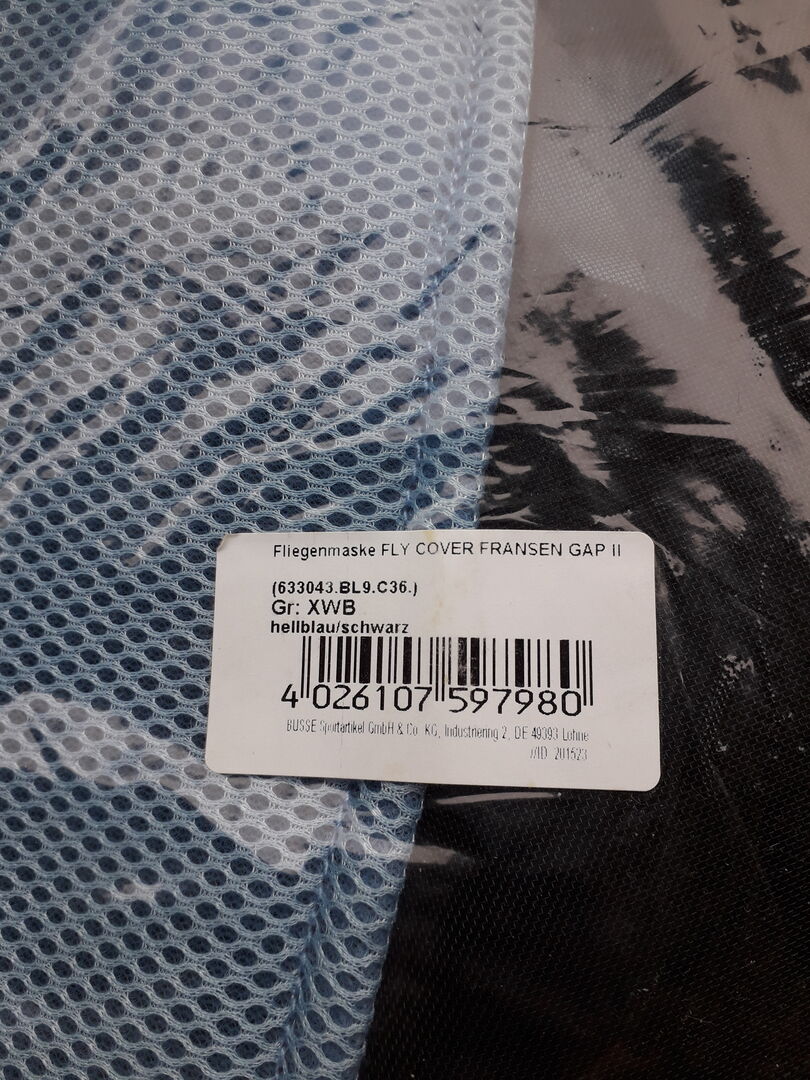 Fliegenmaske FLY COVER FRANSEN GAP II
(633043.BL9.C36.)
Gr: XWB
hellblau/schwarz
4 026107 597980
BUSSE Sportartikel GmbH & Co. KG, Industriering 2, DE 49393 Lohne
//ID 201523